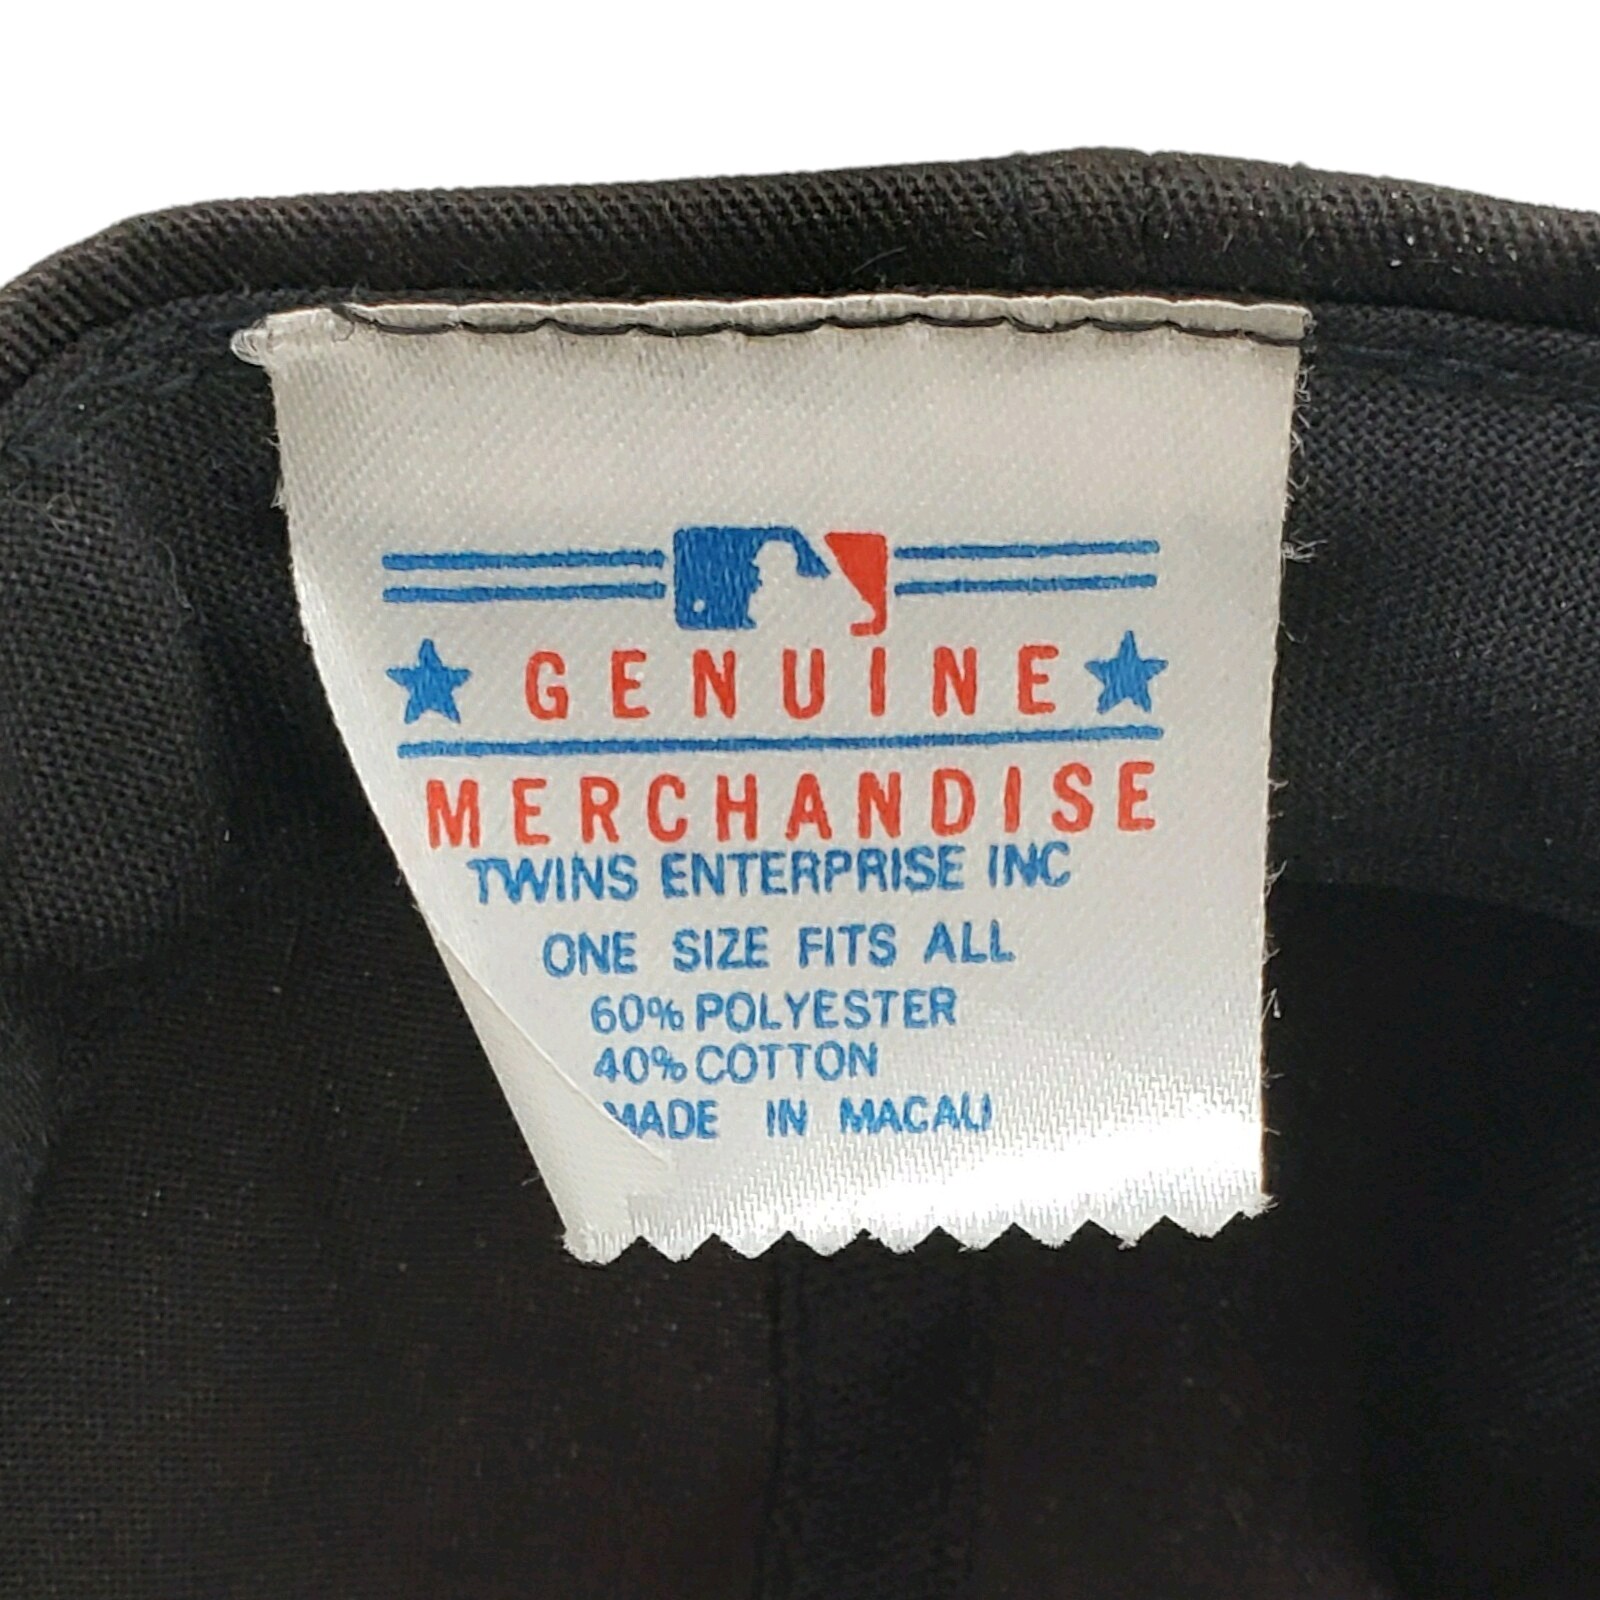 GENUINE
MERCHANDISE
TWINS ENTERPRISE INC
ONE SIZE FITS ALL
60% POLYESTER
40% COTTON
MADE IN MACAU